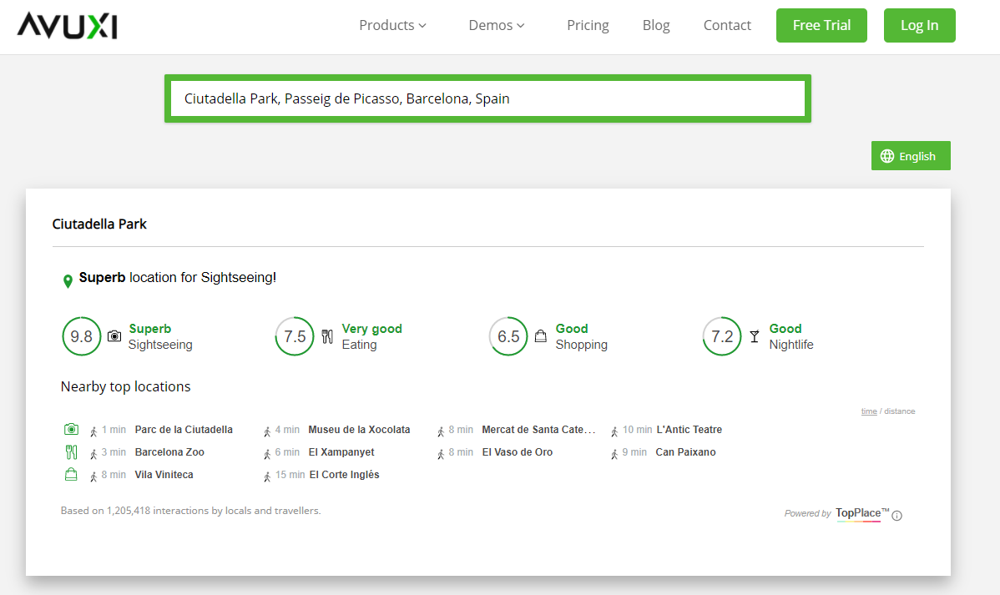 AVUXI Products Demos Pricing Blog Contact Free Trial Log In
Ciutadella Park, Passeig de Picasso, Barcelona, Spain
English
Ciutadella Park
Superb location for Sightseeing!
9.8 Superb Sightseeing
7.5 Very good Eating
6.5 Good Shopping
7.2 Good Nightlife
Nearby top locations
time / distance
1 min Parc de la Ciutadella 4 min Museu de la Xocolata 8 min Mercat de Santa Cate... 10 min L'Antic Teatre
3 min Barcelona Zoo 6 min El Xampanyet 8 min El Vaso de Oro 9 min Can Paixano
8 min Vila Viniteca 15 min El Corte Inglés
Based on 1,205,418 interactions by locals and travellers.
Powered by TopPlace™